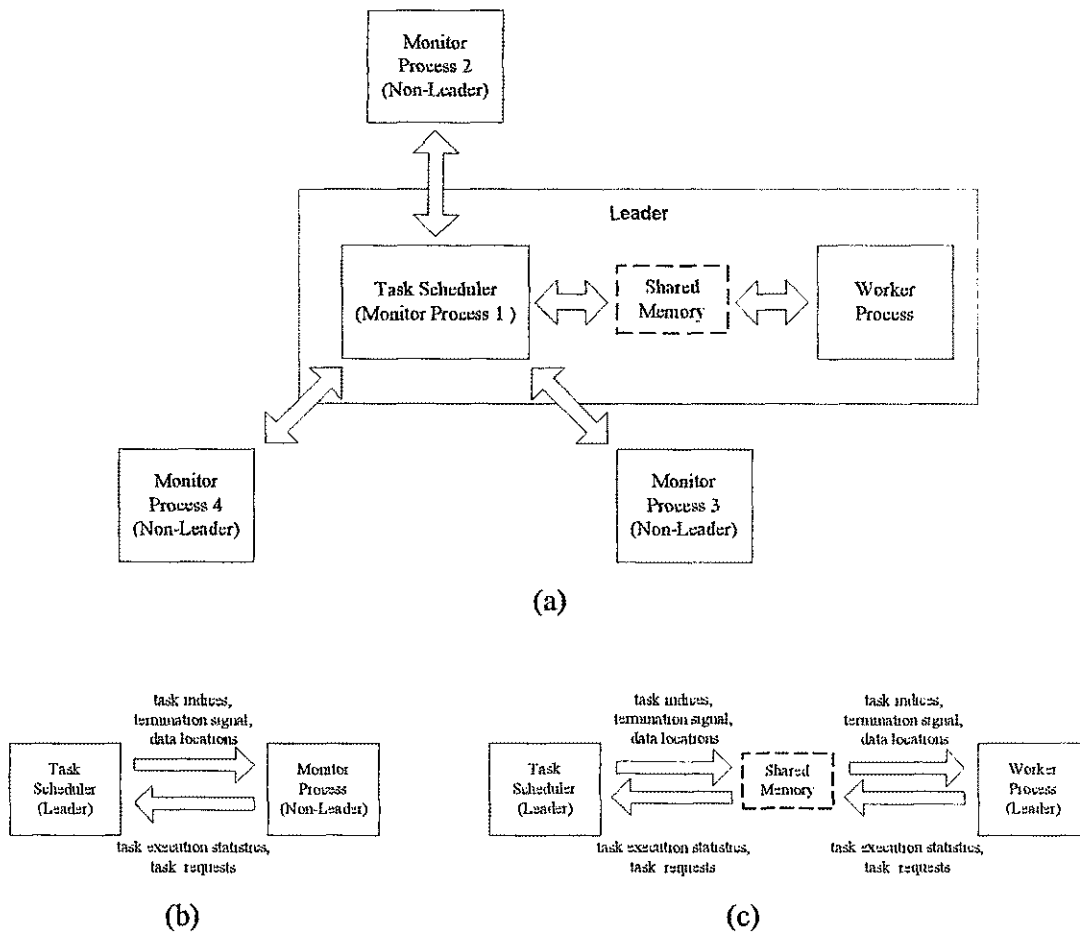 Monitor
Process 2
(Non-Leader)
Leader
Task Scheduler
(Monitor Process 1 )
Shared
Memory
Worker
Process
Monitor
Process 4
(Non-Leader)
Monitor
Process 3
(Non-Leader)
(a)
task indices,
termination signal,
data locations
Task
Scheduler
(Leader)
Monitor
Process
(Non-Leader)
task execution statistics,
task requests
(b)
task indices,
termination signal,
data locations
task indices,
termination signal,
data locations
Task
Scheduler
(Leader)
Shared
Memory
Worker
Process
(Leader)
task execution statistics,
task requests
task execution statistics,
task requests
(c)